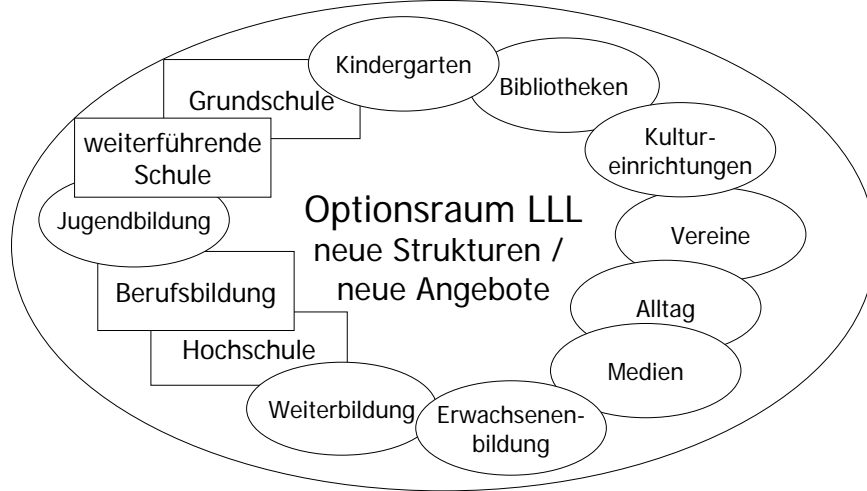 Kindergarten
Bibliotheken
Grundschule
Kultur-
einrichtungen
weiterführende
Schule
Jugendbildung
Optionsraum LLL
neue Strukturen /
neue Angebote
Vereine
Berufsbildung
Alltag
Hochschule
Medien
Weiterbildung
Erwachsenen-
bildung